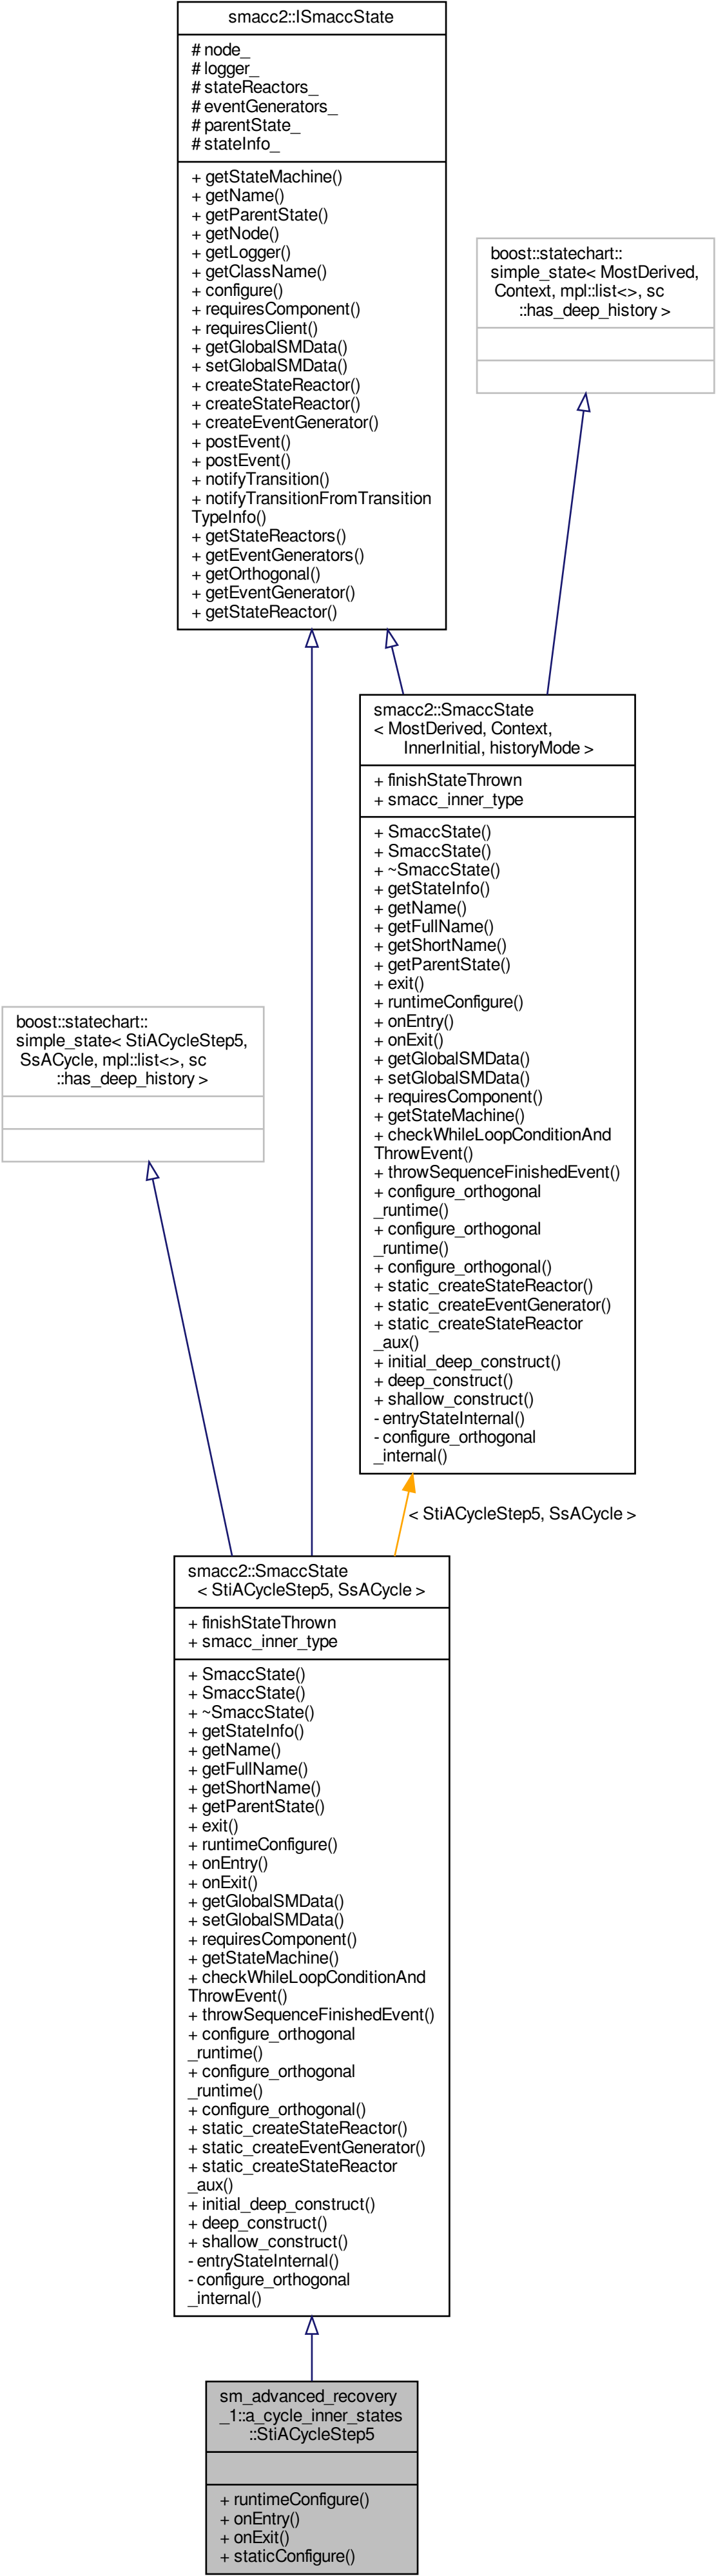 smacc2::ISmaccState
# node_
# logger_
# stateReactors_
# eventGenerators_
# parentState_
# stateInfo_
+ getStateMachine()
+ getName()
+ getParentState()
+ getNode()
+ getLogger()
+ getClassName()
+ configure()
+ requiresComponent()
+ requiresClient()
+ getGlobalSMData()
+ setGlobalSMData()
+ createStateReactor()
+ createStateReactor()
+ createEventGenerator()
+ postEvent()
+ postEvent()
+ notifyTransition()
+ notifyTransitionFromTransition
TypeInfo()
+ getStateReactors()
+ getEventGenerators()
+ getOrthogonal()
+ getEventGenerator()
+ getStateReactor()
boost::statechart::
simple_state< MostDerived,
Context, mpl::list<>, sc
::has_deep_history >
smacc2::SmaccState
< MostDerived, Context,
InnerInitial, historyMode >
+ finishStateThrown
+ smacc_inner_type
+ SmaccState()
+ SmaccState()
+ ~SmaccState()
+ getStateInfo()
+ getName()
+ getFullName()
+ getShortName()
+ getParentState()
+ exit()
+ runtimeConfigure()
+ onEntry()
+ onExit()
+ getGlobalSMData()
+ setGlobalSMData()
+ requiresComponent()
+ getStateMachine()
+ checkWhileLoopConditionAnd
ThrowEvent()
+ throwSequenceFinishedEvent()
+ configure_orthogonal
_runtime()
+ configure_orthogonal
_runtime()
+ configure_orthogonal()
+ static_createStateReactor()
+ static_createEventGenerator()
+ static_createStateReactor
_aux()
+ initial_deep_construct()
+ deep_construct()
+ shallow_construct()
- entryStateInternal()
- configure_orthogonal
_internal()
boost::statechart::
simple_state< StiACycleStep5,
SsACycle, mpl::list<>, sc
::has_deep_history >
< StiACycleStep5, SsACycle >
smacc2::SmaccState
< StiACycleStep5, SsACycle >
+ finishStateThrown
+ smacc_inner_type
+ SmaccState()
+ SmaccState()
+ ~SmaccState()
+ getStateInfo()
+ getName()
+ getFullName()
+ getShortName()
+ getParentState()
+ exit()
+ runtimeConfigure()
+ onEntry()
+ onExit()
+ getGlobalSMData()
+ setGlobalSMData()
+ requiresComponent()
+ getStateMachine()
+ checkWhileLoopConditionAnd
ThrowEvent()
+ throwSequenceFinishedEvent()
+ configure_orthogonal
_runtime()
+ configure_orthogonal
_runtime()
+ configure_orthogonal()
+ static_createStateReactor()
+ static_createEventGenerator()
+ static_createStateReactor
_aux()
+ initial_deep_construct()
+ deep_construct()
+ shallow_construct()
- entryStateInternal()
- configure_orthogonal
_internal()
sm_advanced_recovery
_1::a_cycle_inner_states
::StiACycleStep5
+ runtimeConfigure()
+ onEntry()
+ onExit()
+ staticConfigure()